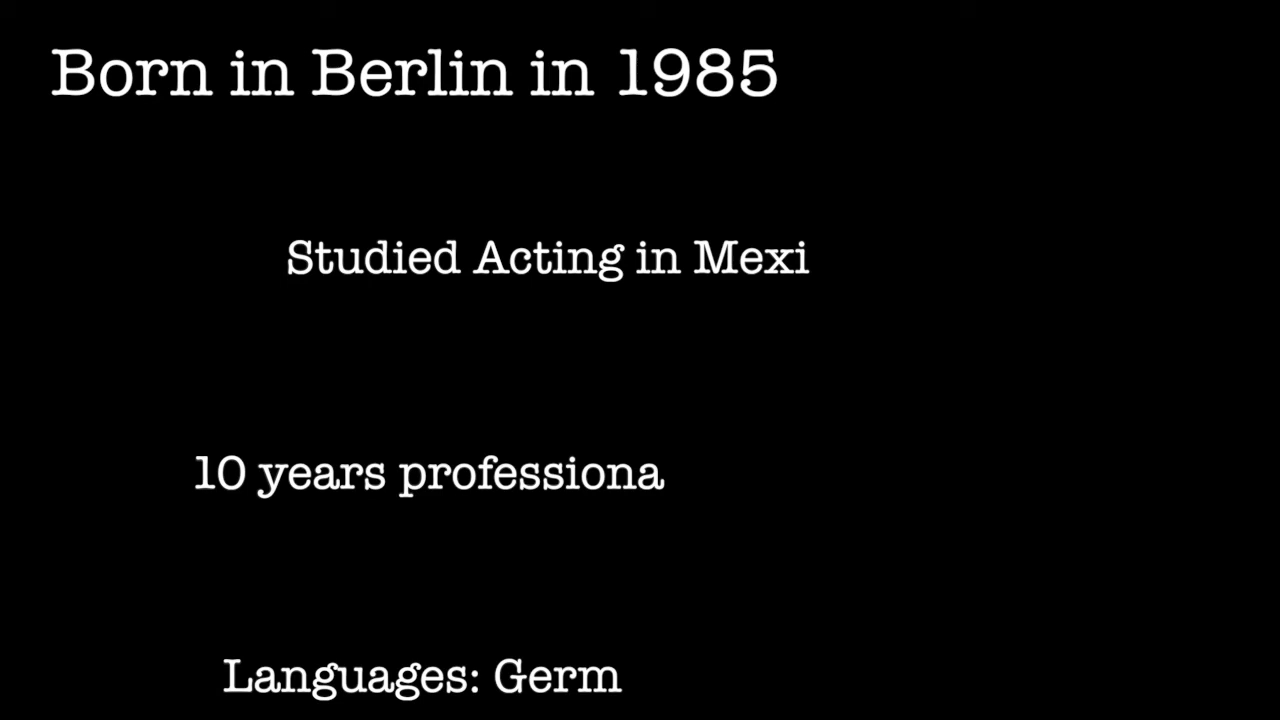 Born in Berlin in 1985
Studied Acting in Mexi
10 years professiona
Languages: Germ